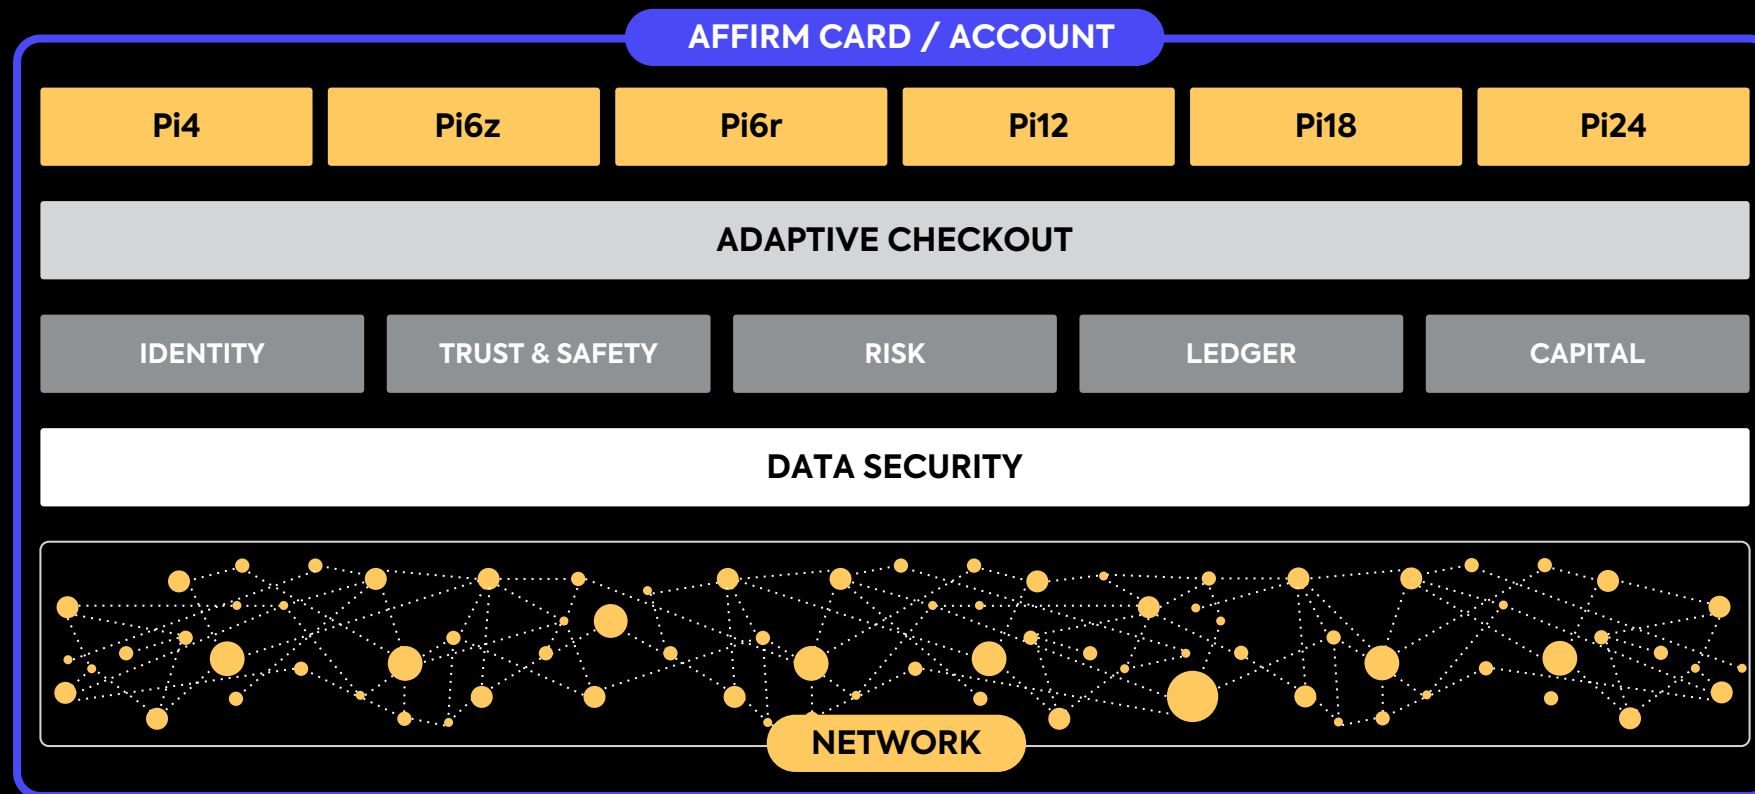 AFFIRM CARD / ACCOUNT
Pi4
Pi6z
Pi6r
Pi12
Pi18
Pi24
ADAPTIVE CHECKOUT
IDENTITY
TRUST & SAFETY
RISK
LEDGER
CAPITAL
DATA SECURITY
NETWORK